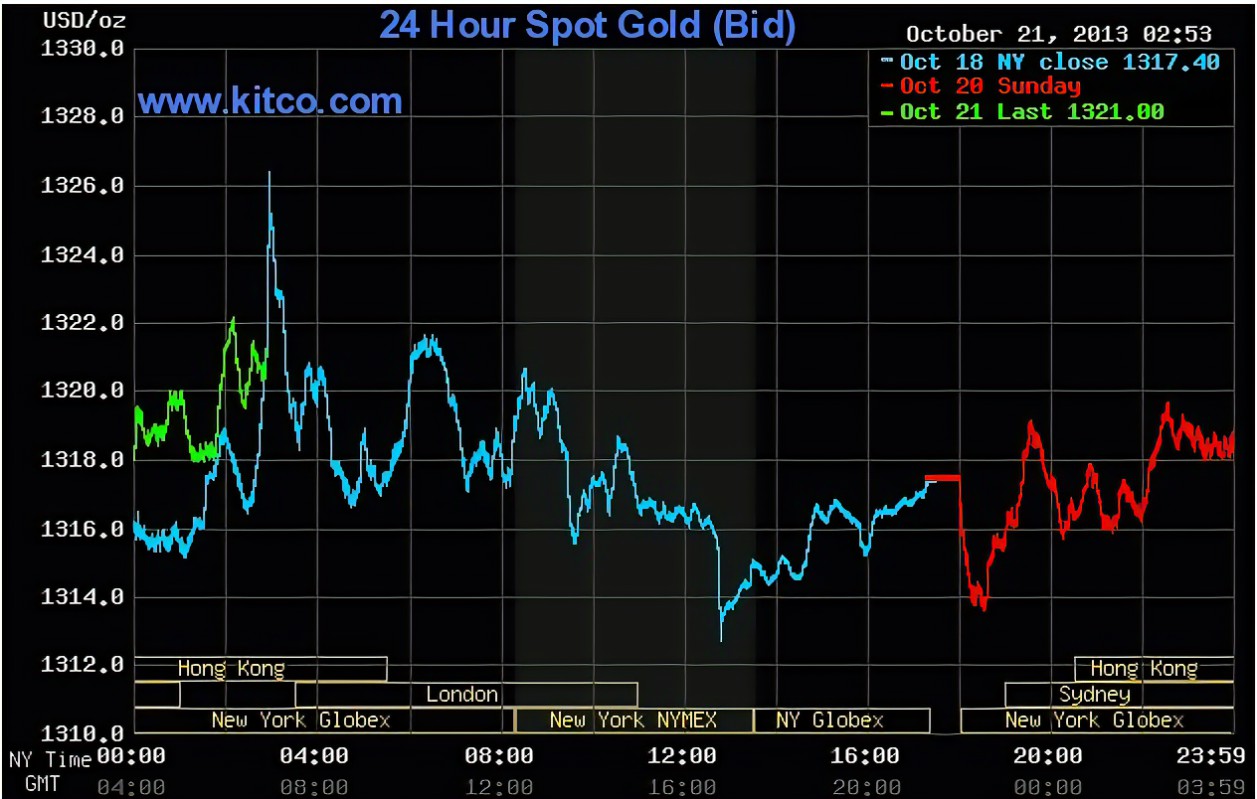 USD/oz
24 Hour Spot Gold (Bid)
October 21, 2013 02:53
Oct 18 NY close 1317.40
Oct 20 Sunday
Oct 21 Last 1321.00
www.kitco.com
1330.0
1328.0
1326.0
1324.0
1322.0
1320.0
1318.0
1316.0
1314.0
1312.0
1310.0
Hong Kong
Hong Kong
London
Sydney
New York Globex
New York NYMEX
NY Globex
New York Globex
NY Time 00:00 04:00 08:00 12:00 16:00 20:00 23:59
GMT 04:00 08:00 12:00 16:00 20:00 00:00 03:59